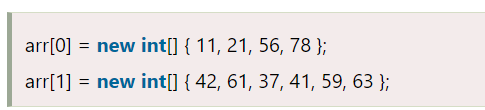 arr[0] = new int[] { 11, 21, 56, 78 };
arr[1] = new int[] { 42, 61, 37, 41, 59, 63 };